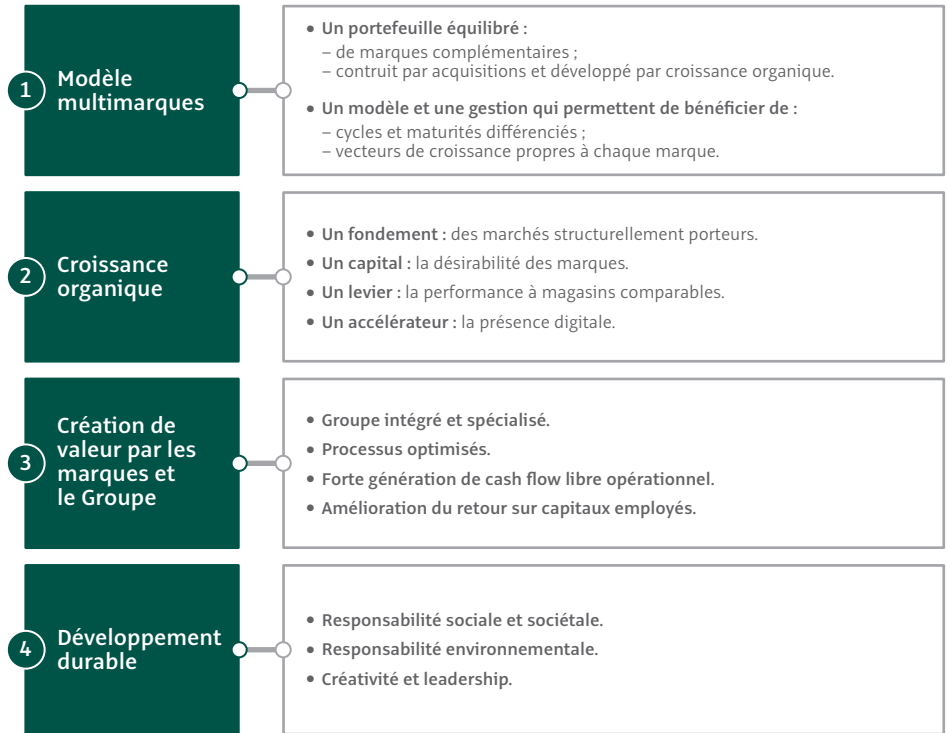 1
Modèle
multimarques
• Un portefeuille équilibré :
– de marques complémentaires ;
– contruit par acquisitions et développé par croissance organique.
• Un modèle et une gestion qui permettent de bénéficier de :
– cycles et maturités différenciés ;
– vecteurs de croissance propres à chaque marque.
2
Croissance
organique
• Un fondement : des marchés structurellement porteurs.
• Un capital : la désirabilité des marques.
• Un levier : la performance à magasins comparables.
• Un accélérateur : la présence digitale.
3
Création de
valeur par les
marques et
le Groupe
• Groupe intégré et spécialisé.
• Processus optimisés.
• Forte génération de cash flow libre opérationnel.
• Amélioration du retour sur capitaux employés.
4
Développement
durable
• Responsabilité sociale et sociétale.
• Responsabilité environnementale.
• Créativité et leadership.